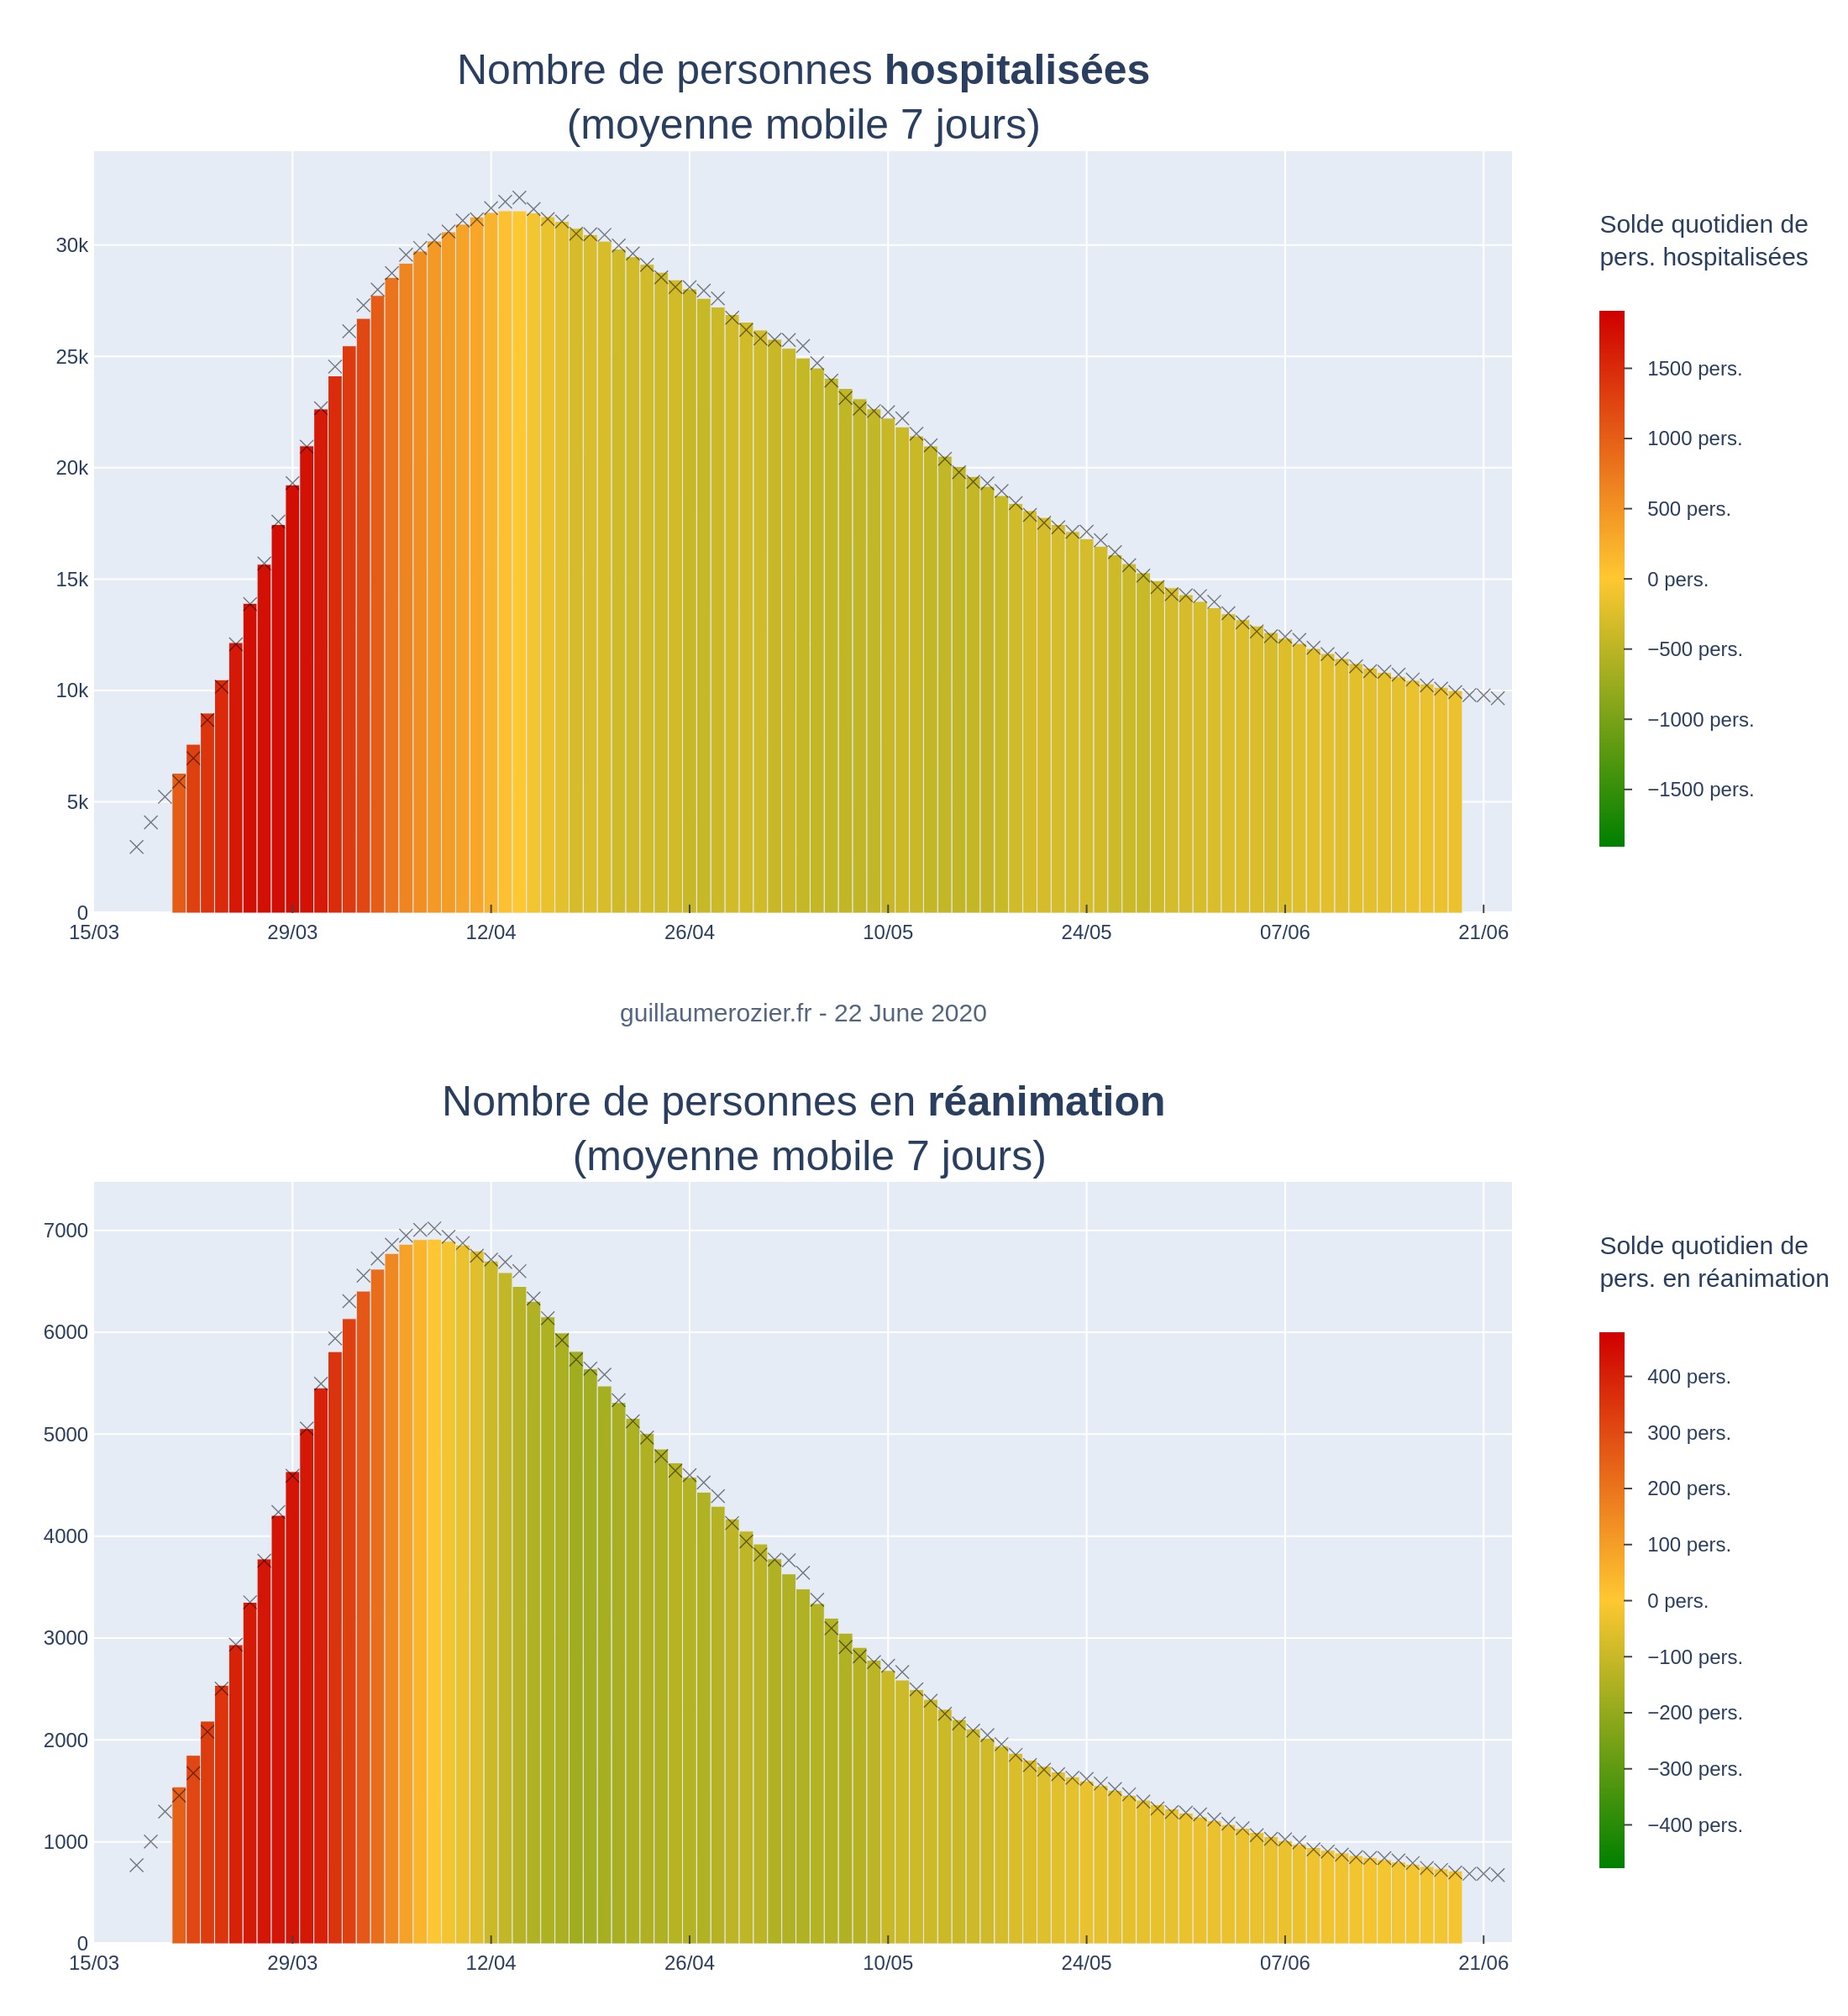 Nombre de personnes hospitalisées
(moyenne mobile 7 jours)
Solde quotidien de
pers. hospitalisées
30k
25k
20k
15k
10k
5k
0
1500 pers.
1000 pers.
500 pers.
0 pers.
−500 pers.
−1000 pers.
−1500 pers.
15/03
29/03
12/04
26/04
10/05
24/05
07/06
21/06
guillaumerozier.fr - 22 June 2020
Nombre de personnes en réanimation
(moyenne mobile 7 jours)
Solde quotidien de
pers. en réanimation
7000
6000
5000
4000
3000
2000
1000
0
400 pers.
300 pers.
200 pers.
100 pers.
0 pers.
−100 pers.
−200 pers.
−300 pers.
−400 pers.
15/03
29/03
12/04
26/04
10/05
24/05
07/06
21/06